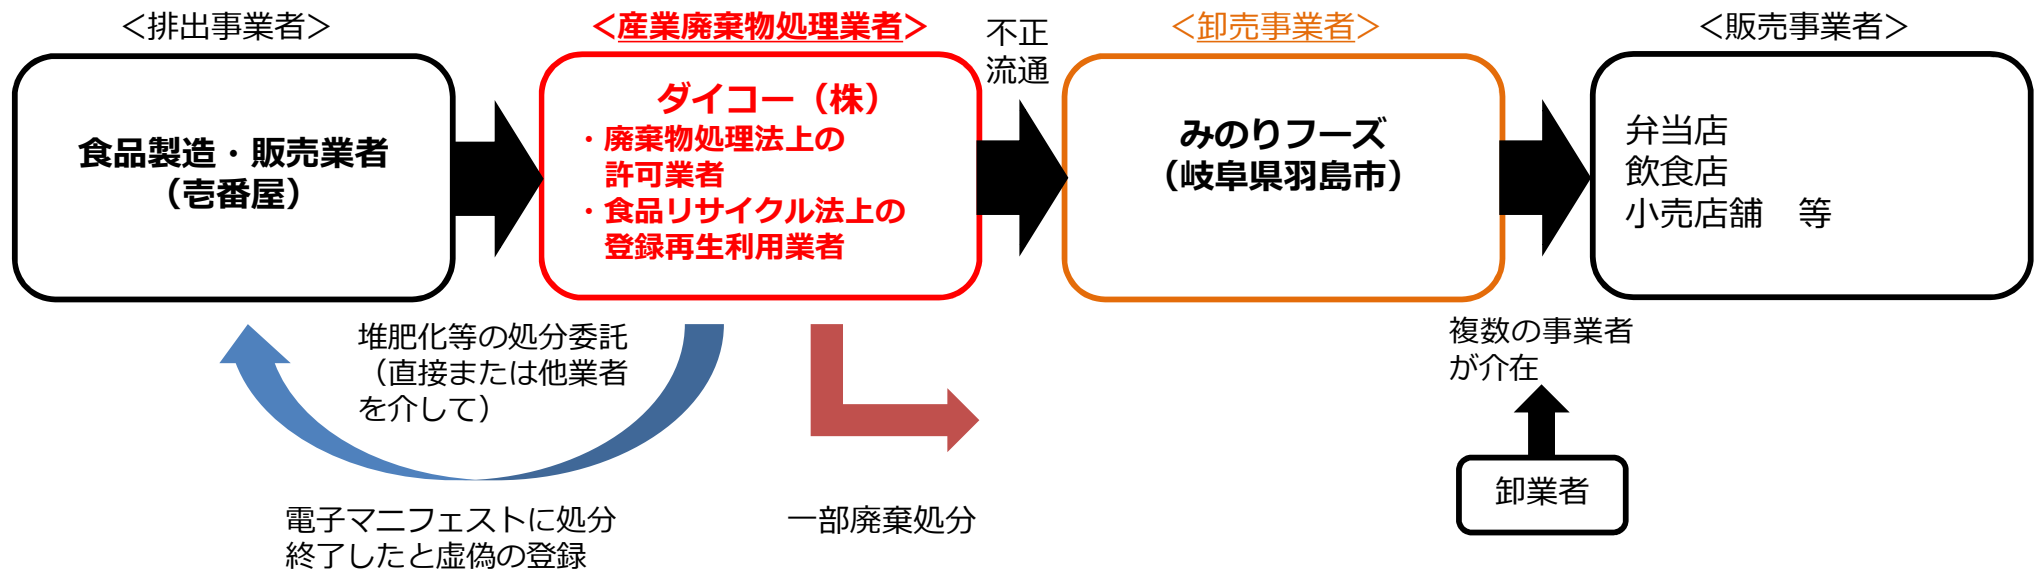 ＜排出事業者＞
食品製造・販売業者
（壱番屋）
＜産業廃棄物処理業者＞
ダイコー（株）
・廃棄物処理法上の
許可業者
・食品リサイクル法上の
登録再生利用業者
不正
流通
＜卸売事業者＞
みのりフーズ
（岐阜県羽島市）
＜販売事業者＞
弁当店
飲食店
小売店舗　等
堆肥化等の処分委託
（直接または他業者
を介して）
電子マニフェストに処分
終了したと虚偽の登録
一部廃棄処分
複数の事業者
が介在
卸業者